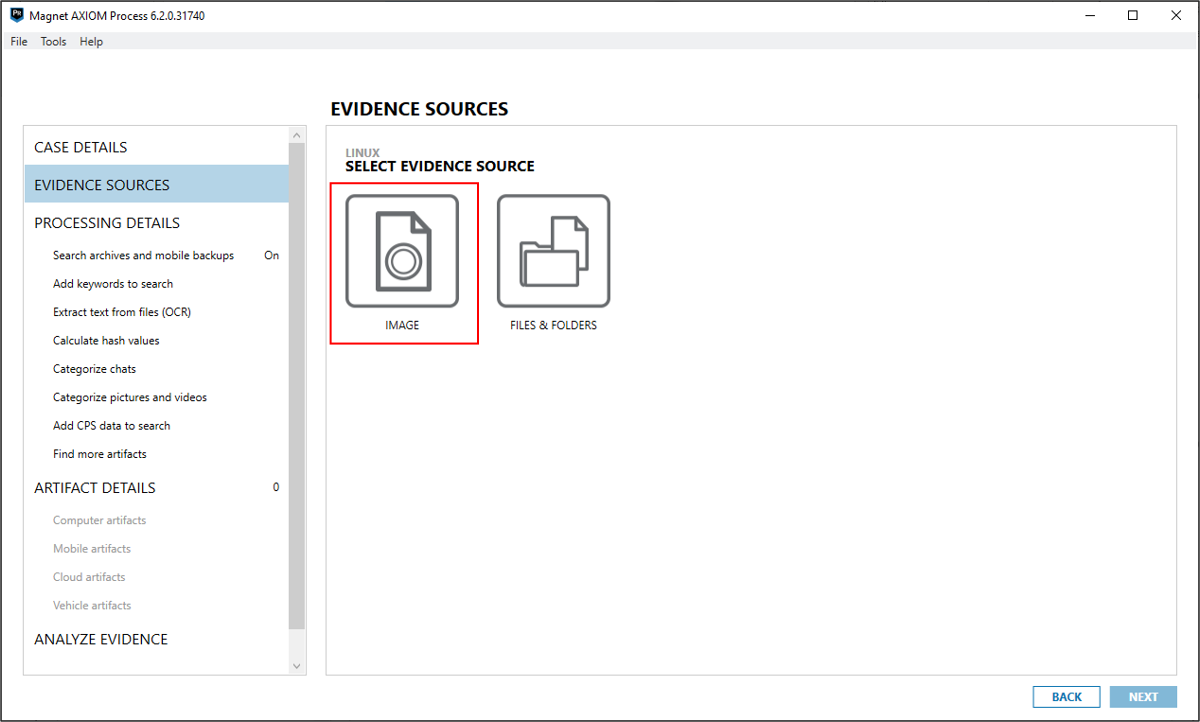 Magnet AXIOM Process 6.2.0.31740
File Tools Help
EVIDENCE SOURCES
CASE DETAILS
EVIDENCE SOURCES
PROCESSING DETAILS
Search archives and mobile backups On
Add keywords to search
Extract text from files (OCR)
Calculate hash values
Categorize chats
Categorize pictures and videos
Add CPS data to search
Find more artifacts
ARTIFACT DETAILS 0
Computer artifacts
Mobile artifacts
Cloud artifacts
Vehicle artifacts
ANALYZE EVIDENCE
LINUX
SELECT EVIDENCE SOURCE
IMAGE
FILES & FOLDERS
BACK
NEXT